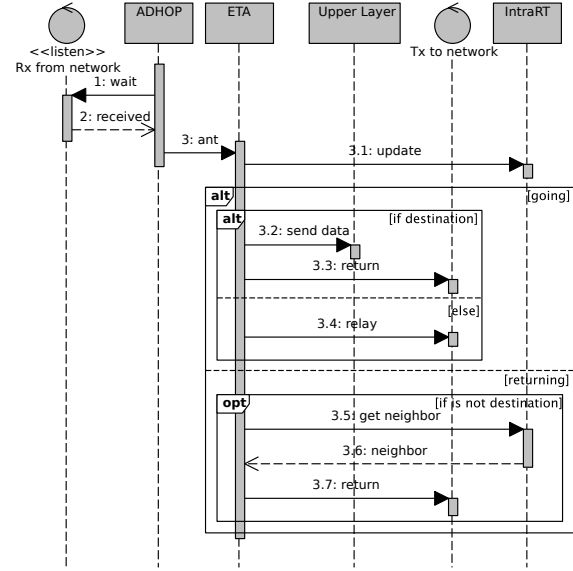 ADHOP
ETA
Upper Layer
IntraRT
<<listen>>
Rx from network
Tx to network
1: wait
2: received
3: ant
3.1: update
alt
[going]
alt
[if destination]
3.2: send data
3.3: return
[else]
3.4: relay
[returning]
opt
[if is not destination]
3.5: get neighbor
3.6: neighbor
3.7: return